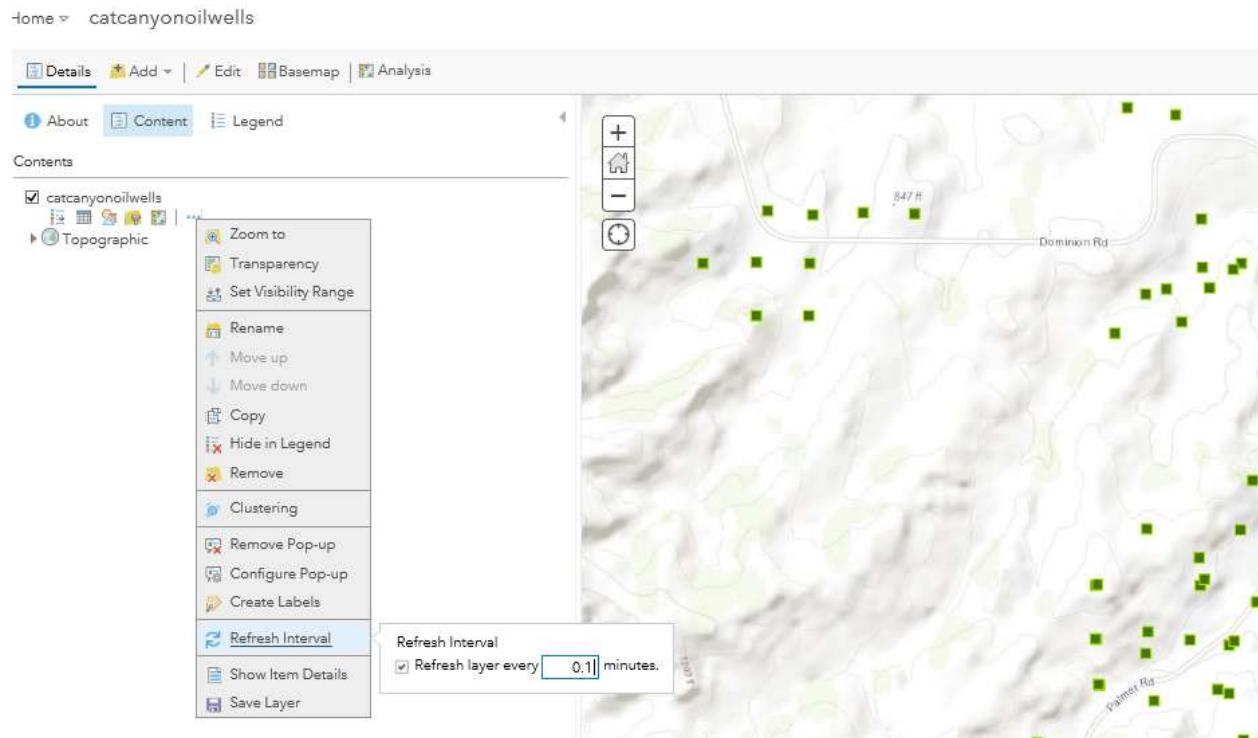 Home catcanyonoilwells
Details Add Edit Basemap Analysis
About Content Legend
Contents
catcanyonoilwells
Topographic
Zoom to
Transparency
Set Visibility Range
Rename
Move up
Move down
Copy
Hide in Legend
Remove
Clustering
Remove Pop-up
Configure Pop-up
Create Labels
Refresh Interval
Show Item Details
Save Layer
Refresh Interval
Refresh layer every 0.1 minutes.
847 ft
Dominion Rd
Palmer Rd